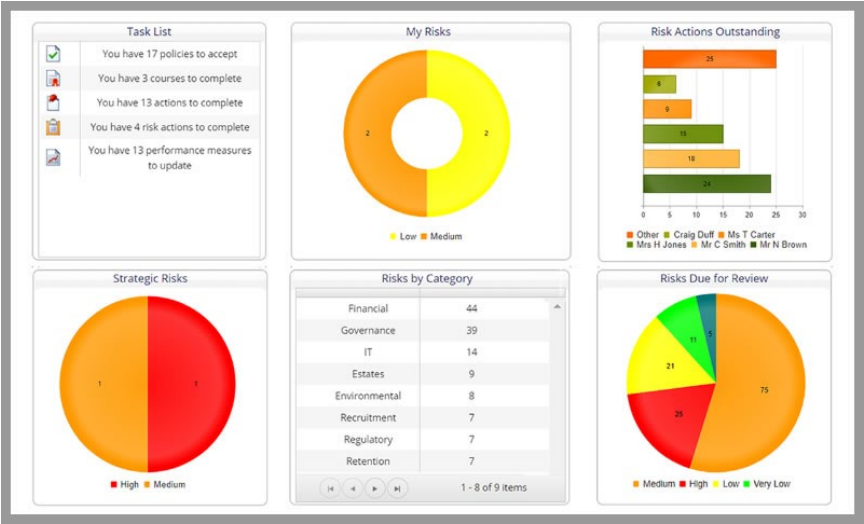 Task List
You have 17 policies to accept
You have 3 courses to complete
You have 13 actions to complete
You have 4 risk actions to complete
You have 13 performance measures
to update
My Risks
2
2
Low
Medium
Risk Actions Outstanding
25
6
9
15
18
24
0 5 10 15 20 25 30
Other Craig Duff Ms T Carter
Mrs H Jones Mr C Smith Mr N Brown
Strategic Risks
1
1
High Medium
Risks by Category
Financial 44
Governance 39
IT 14
Estates 9
Environmental 8
Recruitment 7
Regulatory 7
Retention 7
1 - 8 of 9 items
Risks Due for Review
5
11
21
75
25
Medium High Low Very Low